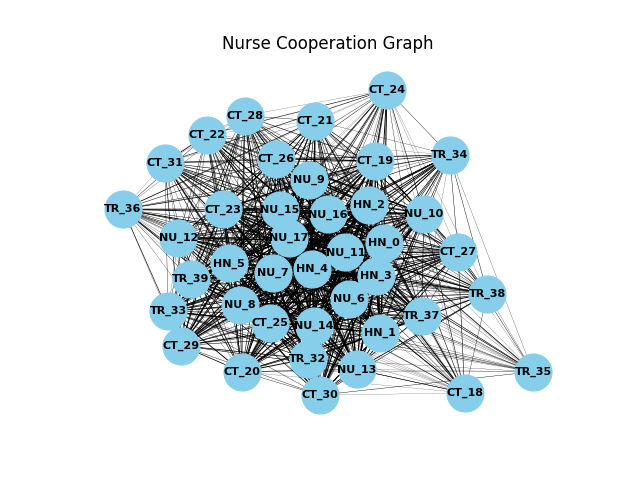 Nurse Cooperation Graph
CT_24
CT_28
CT_21
CT_22
TR_34
CT_26
CT_19
CT_31
NU_9
HN_2
TR_36
CT_23
NU_15
NU_16
NU_10
NU_12
NU_17
HN_0
NU_11
CT_27
HN_5
NU_7
HN_4
HN_3
TR_39
TR_38
NU_6
NU_8
TR_33
TR_37
CT_25
NU_14
HN_1
CT_29
TR_32
NU_13
CT_20
TR_35
CT_30
CT_18